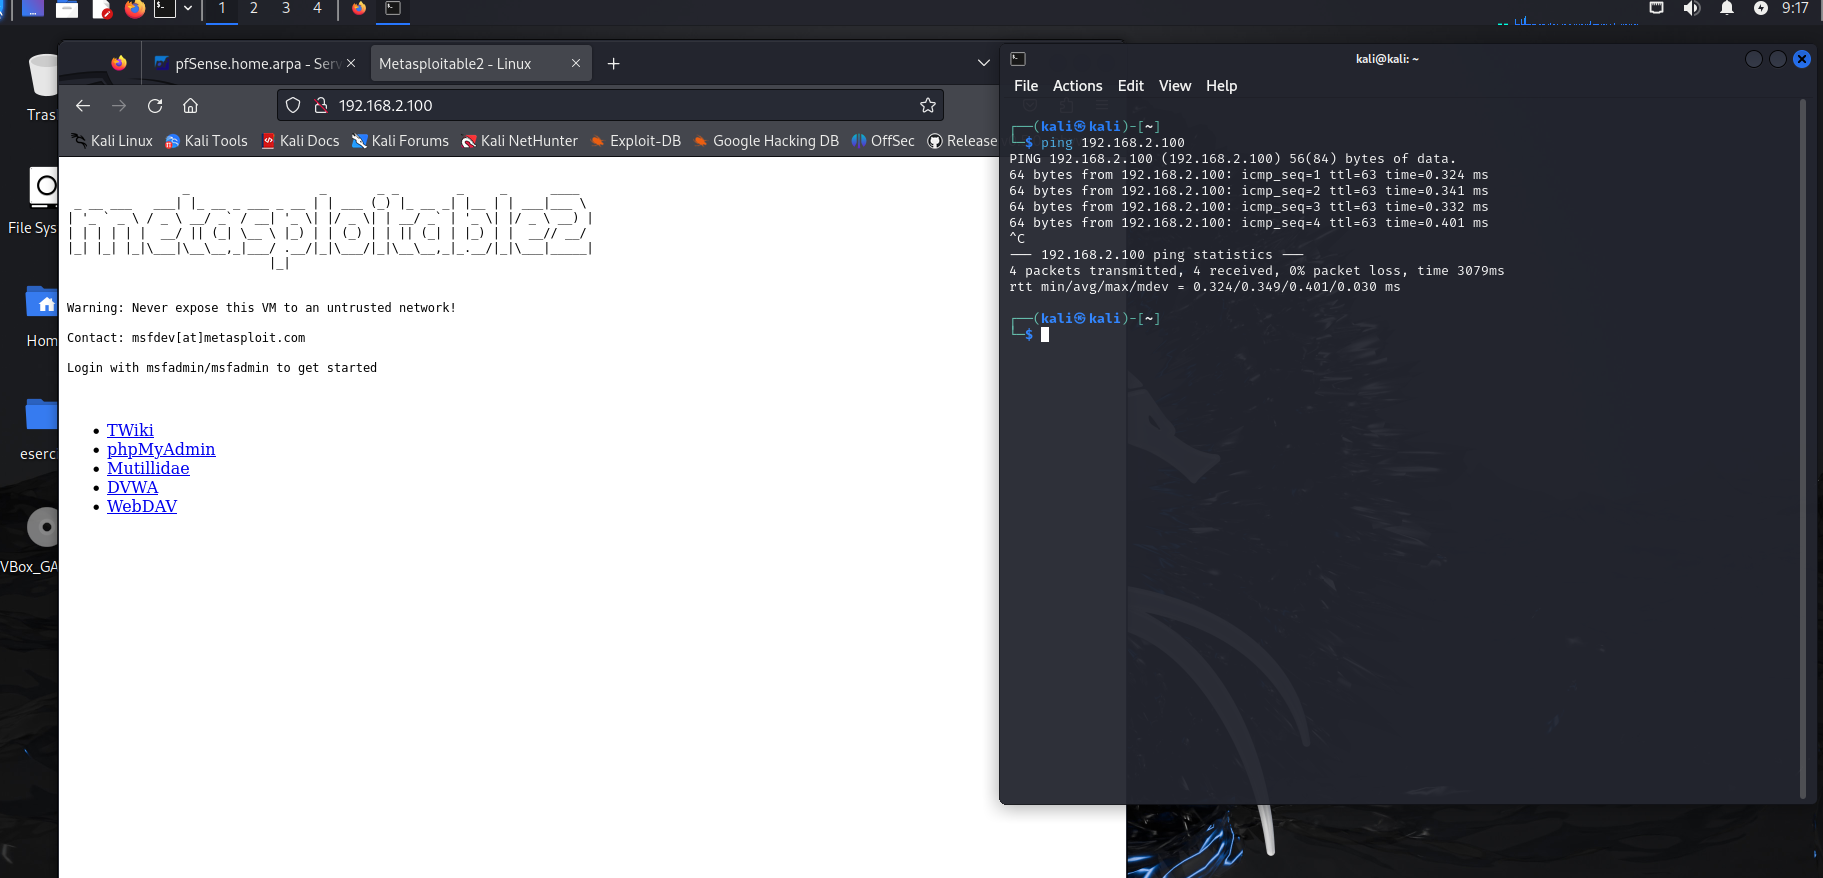 1 2 3 4
9:17
Tras
File Sys
Hom
eserci
VBox_GA
pfSense.home.arpa - Serv
Metasploitable2 - Linux
192.168.2.100
Kali Linux Kali Tools Kali Docs Kali Forums Kali NetHunter Exploit-DB Google Hacking DB OffSec Release
metasploitable2
Warning: Never expose this VM to an untrusted network!
Contact: msfdev[at]metasploit.com
Login with msfadmin/msfadmin to get started
TWiki
phpMyAdmin
Mutillidae
DVWA
WebDAV
kali@kali: ~
File Actions Edit View Help
┌──(kali㉿kali)-[~]
└─$ ping 192.168.2.100
PING 192.168.2.100 (192.168.2.100) 56(84) bytes of data.
64 bytes from 192.168.2.100: icmp_seq=1 ttl=63 time=0.324 ms
64 bytes from 192.168.2.100: icmp_seq=2 ttl=63 time=0.341 ms
64 bytes from 192.168.2.100: icmp_seq=3 ttl=63 time=0.332 ms
64 bytes from 192.168.2.100: icmp_seq=4 ttl=63 time=0.401 ms
^C
--- 192.168.2.100 ping statistics ---
4 packets transmitted, 4 received, 0% packet loss, time 3079ms
rtt min/avg/max/mdev = 0.324/0.349/0.401/0.030 ms
┌──(kali㉿kali)-[~]
└─$